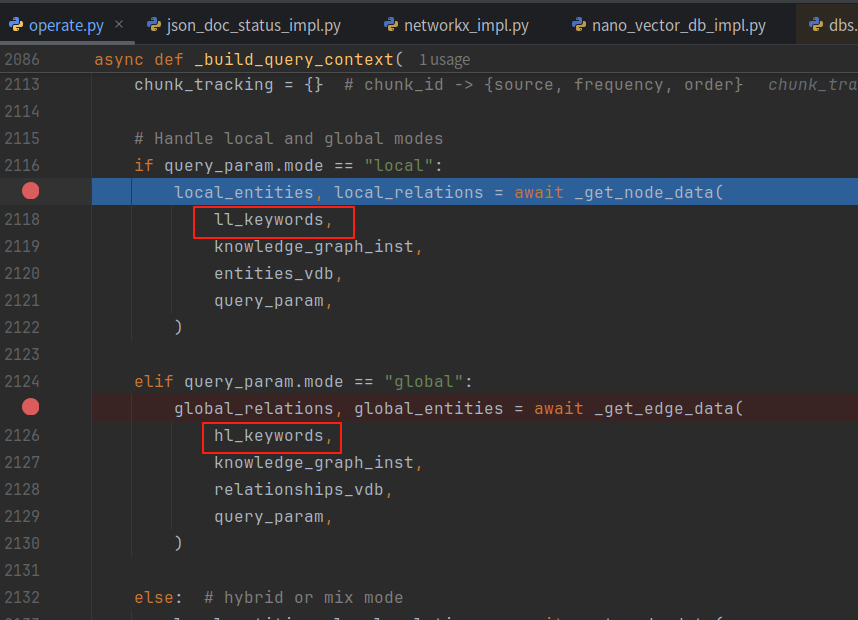 operate.py × json_doc_status_impl.py networkx_impl.py nano_vector_db_impl.py dbs.
2086 async def _build_query_context( 1 usage
2113 chunk_tracking = {} # chunk_id -> {source, frequency, order} chunk_tra
2114
2115 # Handle local and global modes
2116 if query_param.mode == "local":
local_entities, local_relations = await _get_node_data(
2118 ll_keywords,
2119 knowledge_graph_inst,
2120 entities_vdb,
2121 query_param,
2122 )
2123
2124 elif query_param.mode == "global":
global_relations, global_entities = await _get_edge_data(
2126 hl_keywords,
2127 knowledge_graph_inst,
2128 relationships_vdb,
2129 query_param,
2130 )
2131
2132 else: # hybrid or mix mode